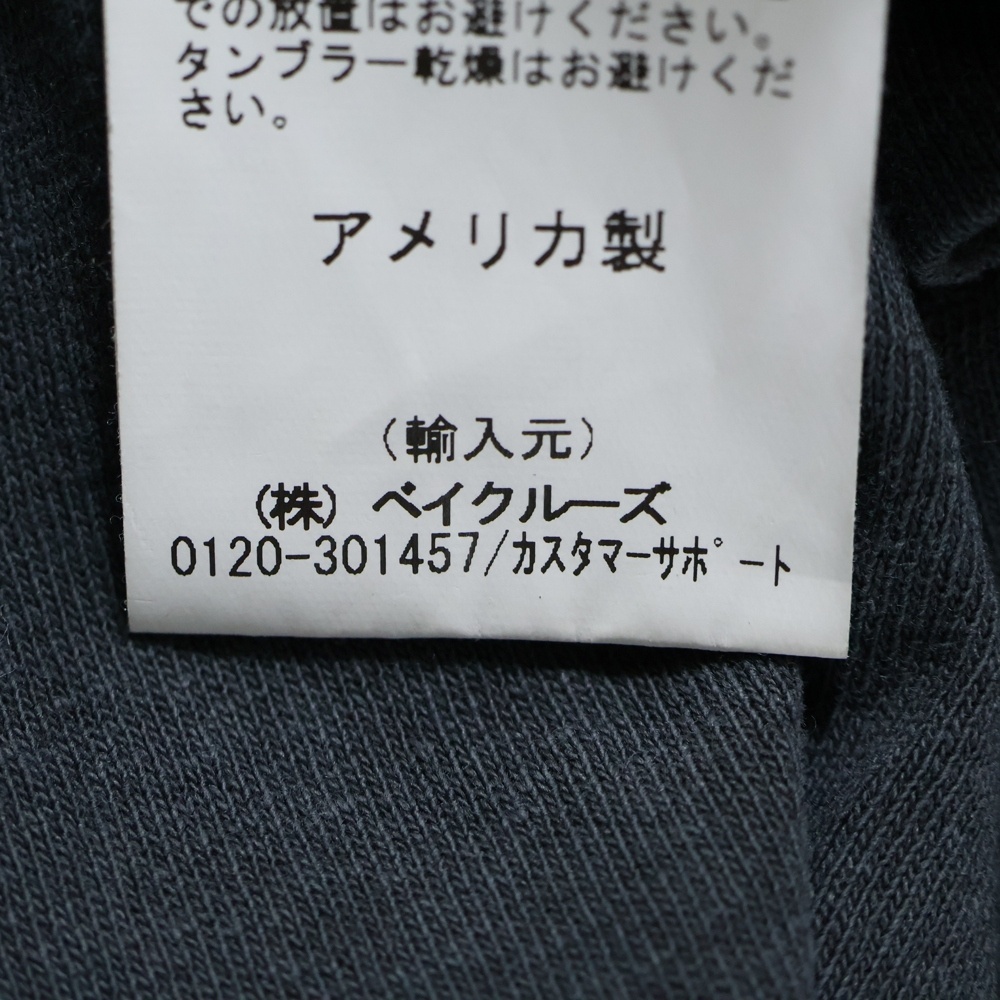 での放置はお避けください。
タンブラー乾燥はお避けくだ
さい。
アメリカ製
(輸入元)
(株) ベイクルーズ
0120-301457/カスタマーサポート